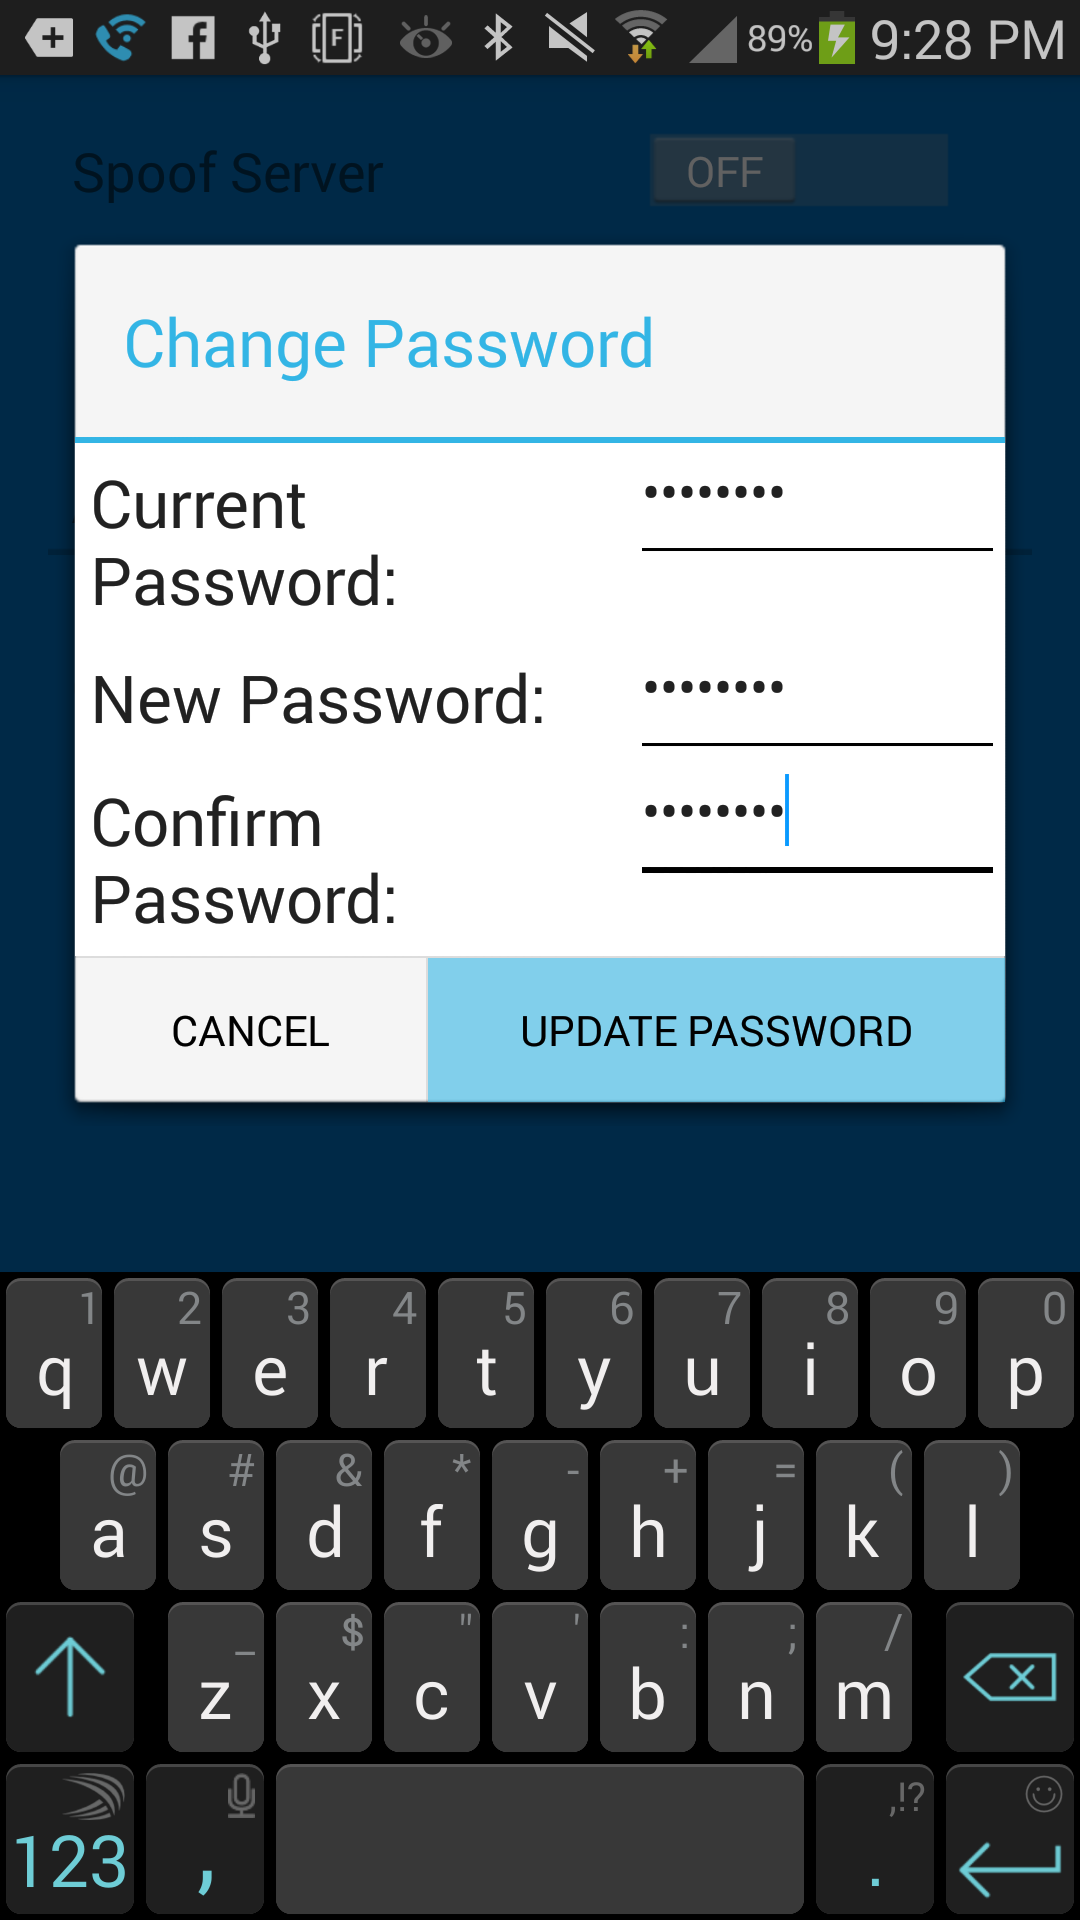 89% 9:28 PM
Spoof Server OFF
Change Password
Current
Password:
••••••••
New Password: ••••••••
Confirm
Password:
••••••••
CANCEL UPDATE PASSWORD
1 2 3 4 5 6 7 8 9 0
q w e r t y u i o p
@ # & * - + = ( )
a s d f g h j k l
_ $ " ' : ; /
z x c v b n m
,!?
123 , .